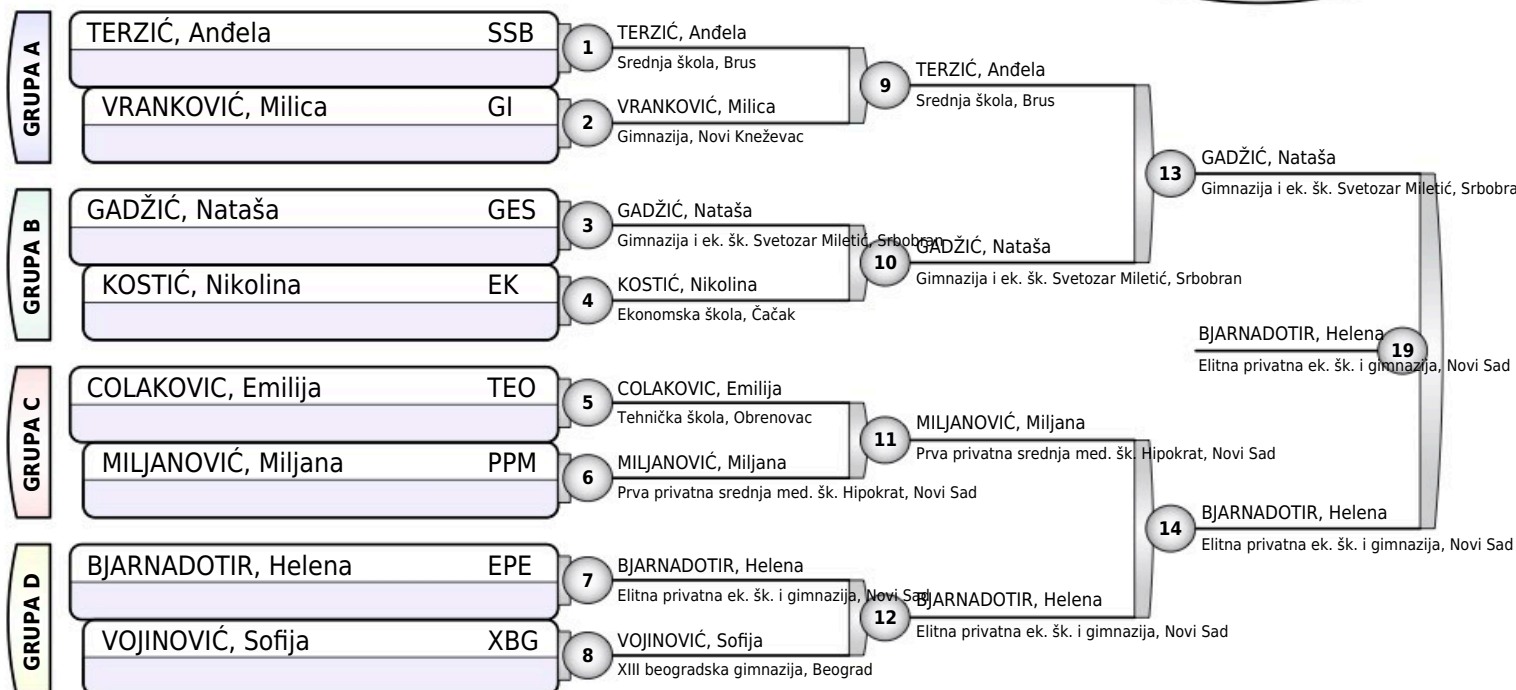 GRUPA A
TERZIĆ, Anđela SSB
VRANKOVIĆ, Milica GI
GRUPA B
GADŽIĆ, Nataša GES
KOSTIĆ, Nikolina EK
GRUPA C
COLAKOVIC, Emilija TEO
MILJANOVIĆ, Miljana PPM
GRUPA D
BJARNADOTIR, Helena EPE
VOJINOVIĆ, Sofija XBG
1
TERZIĆ, Anđela
Srednja škola, Brus
2
VRANKOVIĆ, Milica
Gimnazija, Novi Kneževac
3
GADŽIĆ, Nataša
Gimnazija i ek. šk. Svetozar Miletić, Srbobran
4
KOSTIĆ, Nikolina
Ekonomska škola, Čačak
5
COLAKOVIC, Emilija
Tehnička škola, Obrenovac
6
MILJANOVIĆ, Miljana
Prva privatna srednja med. šk. Hipokrat, Novi Sad
7
BJARNADOTIR, Helena
Elitna privatna ek. šk. i gimnazija, Novi Sad
8
VOJINOVIĆ, Sofija
XIII beogradska gimnazija, Beograd
9
TERZIĆ, Anđela
Srednja škola, Brus
10
GADŽIĆ, Nataša
Gimnazija i ek. šk. Svetozar Miletić, Srbobran
11
MILJANOVIĆ, Miljana
Prva privatna srednja med. šk. Hipokrat, Novi Sad
12
BJARNADOTIR, Helena
Elitna privatna ek. šk. i gimnazija, Novi Sad
13
GADŽIĆ, Nataša
Gimnazija i ek. šk. Svetozar Miletić, Srbobra
14
BJARNADOTIR, Helena
Elitna privatna ek. šk. i gimnazija, Novi Sad
19
BJARNADOTIR, Helena
Elitna privatna ek. šk. i gimnazija, Novi Sad